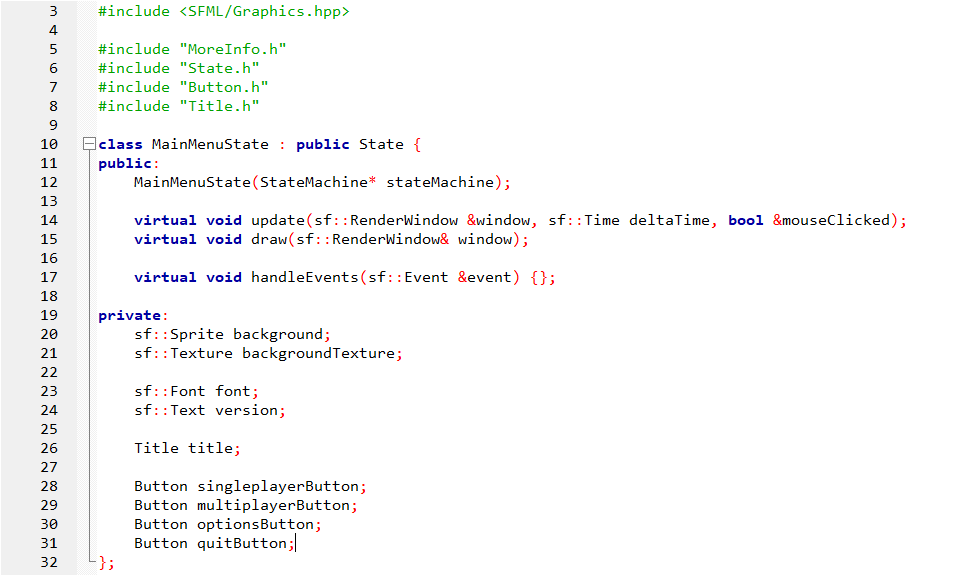 3 #include <SFML/Graphics.hpp>
4
5 #include "MoreInfo.h"
6 #include "State.h"
7 #include "Button.h"
8 #include "Title.h"
9
10 class MainMenuState : public State {
11 public:
12     MainMenuState(StateMachine* stateMachine);
13
14     virtual void update(sf::RenderWindow &window, sf::Time deltaTime, bool &mouseClicked);
15     virtual void draw(sf::RenderWindow& window);
16
17     virtual void handleEvents(sf::Event &event) {};
18
19 private:
20     sf::Sprite background;
21     sf::Texture backgroundTexture;
22
23     sf::Font font;
24     sf::Text version;
25
26     Title title;
27
28     Button singleplayerButton;
29     Button multiplayerButton;
30     Button optionsButton;
31     Button quitButton;
32 };